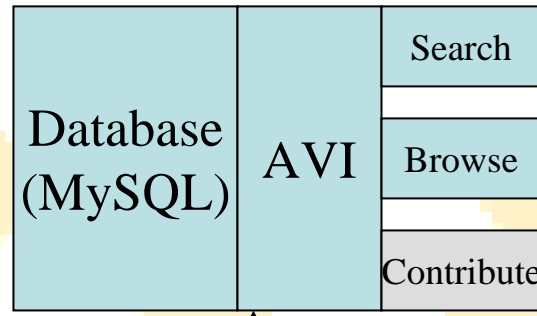 Database
(MySQL)
AVI
Search
Browse
Contribute